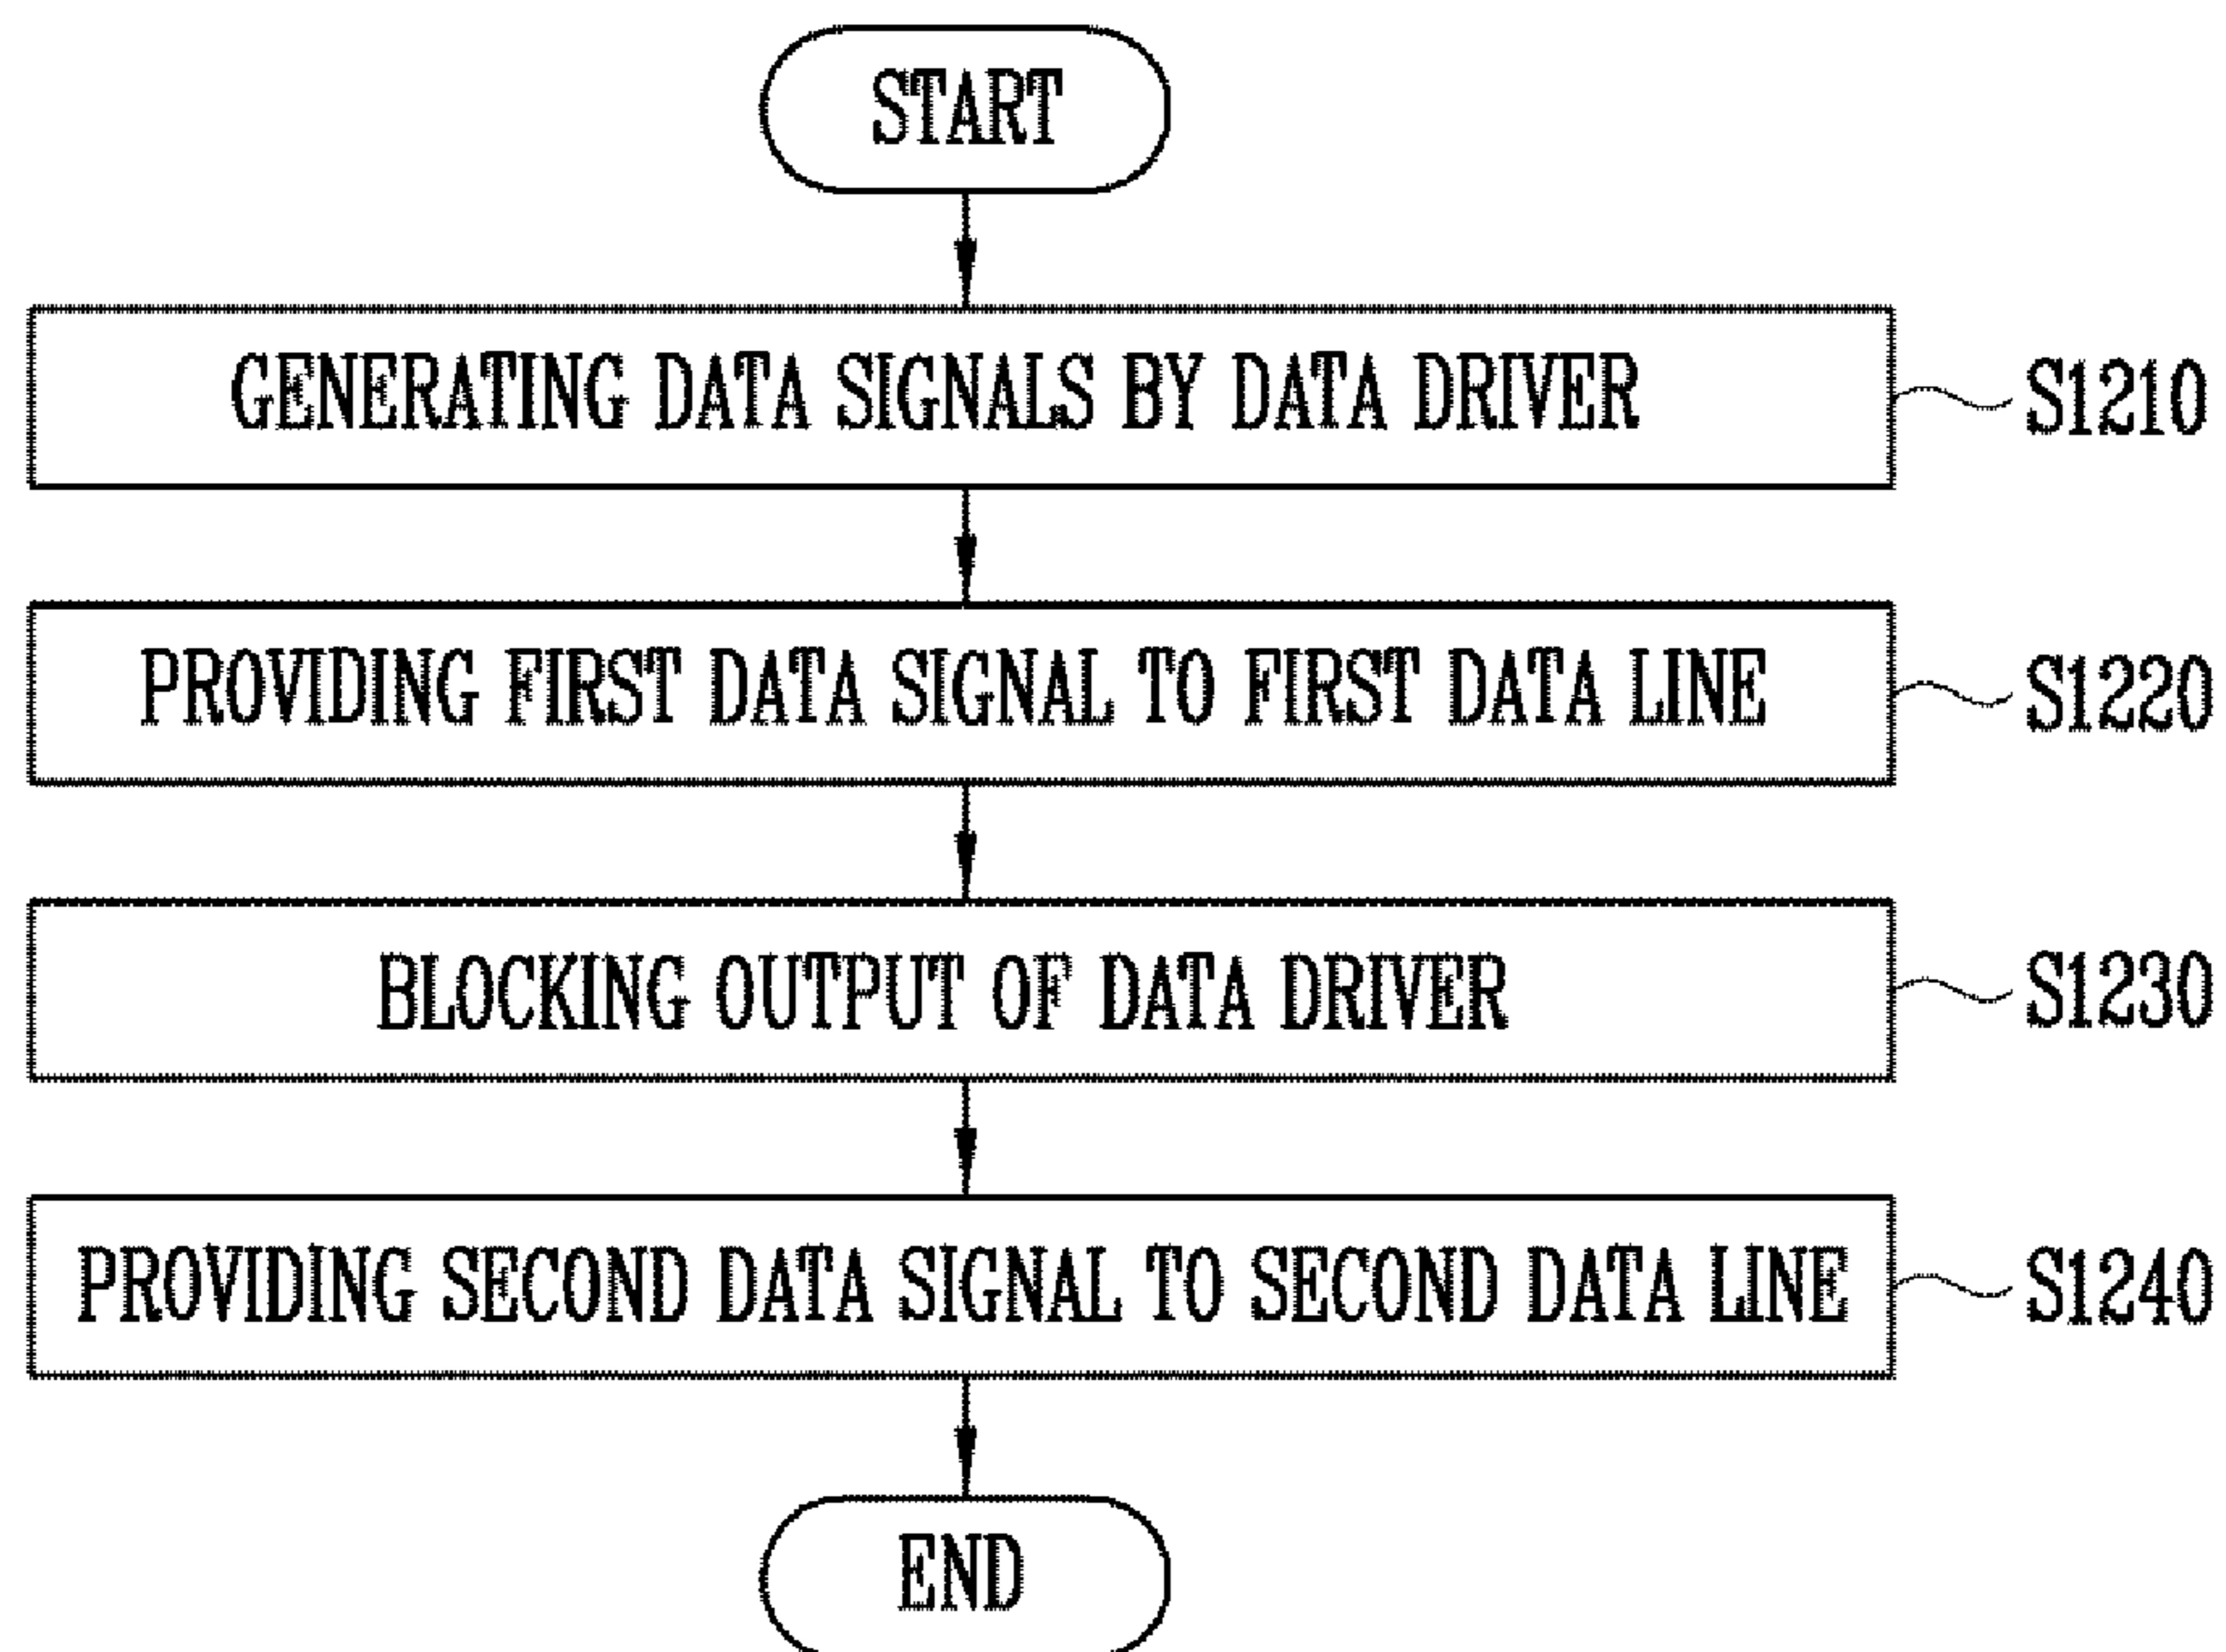 START
GENERATING DATA SIGNALS BY DATA DRIVER
S1210
PROVIDING FIRST DATA SIGNAL TO FIRST DATA LINE
S1220
BLOCKING OUTPUT OF DATA DRIVER
S1230
PROVIDING SECOND DATA SIGNAL TO SECOND DATA LINE
S1240
END